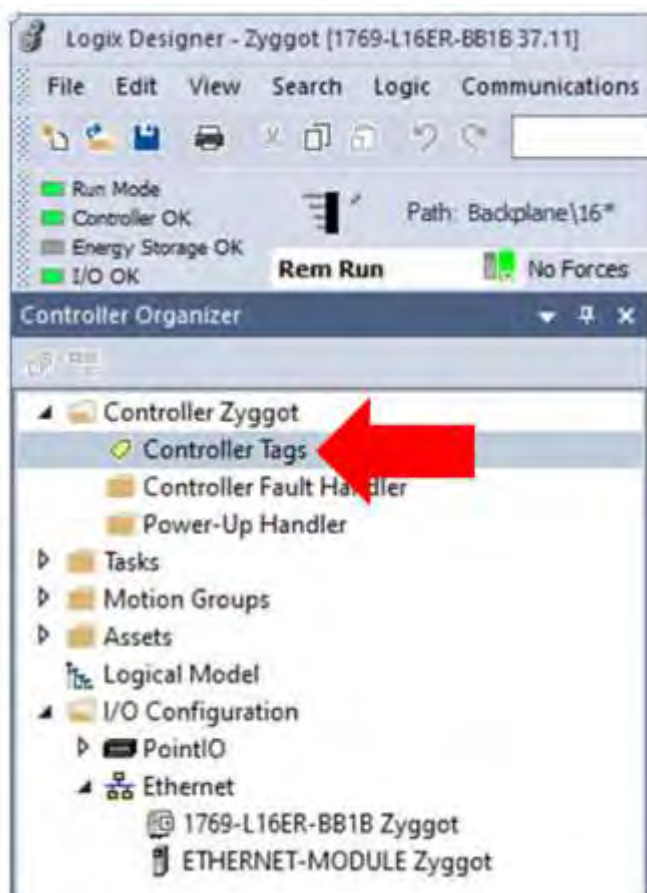 Logix Designer - Zyggot [1769-L16ER-BB1B 37.11]
File Edit View Search Logic Communications
Run Mode
Controller OK
Energy Storage OK
I/O OK
Path: Backplane\16*
Rem Run
No Forces
Controller Organizer
Controller Zyggot
Controller Tags
Controller Fault Handler
Power-Up Handler
Tasks
Motion Groups
Assets
Logical Model
I/O Configuration
PointIO
Ethernet
1769-L16ER-BB1B Zyggot
ETHERNET-MODULE Zyggot